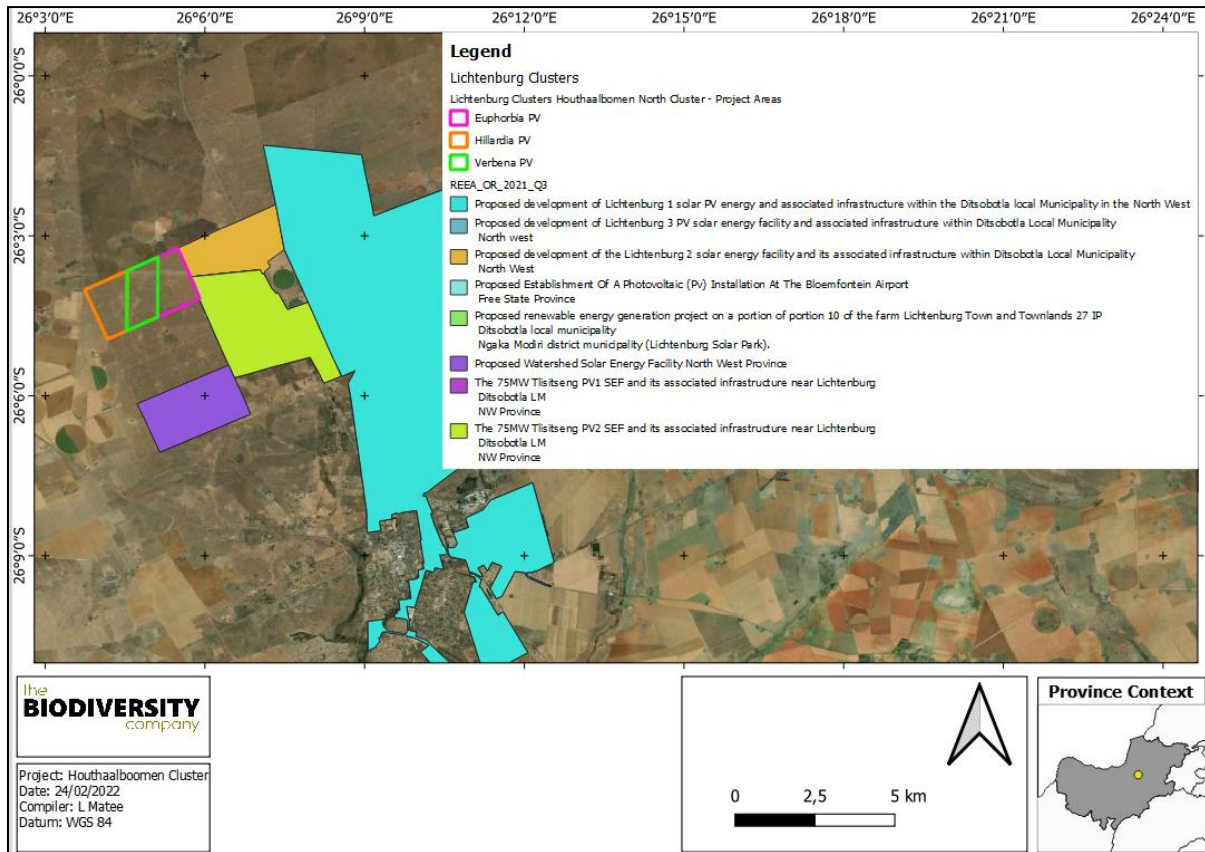 26°3'0"E 26°6'0"E 26°9'0"E 26°12'0"E 26°15'0"E 26°18'0"E 26°21'0"E 26°24'0"E
26°0'0"S
26°3'0"S
26°6'0"S
26°9'0"S
Legend
Lichtenburg Clusters
Lichtenburg Clusters Houthaalbomen North Cluster - Project Areas
Euphorbia PV
Hillardia PV
Verbena PV
REEA_OR_2021_Q3
Proposed development of Lichtenburg 1 solar PV energy and associated infrastructure within the Ditsobotla local Municipality in the North West
Proposed development of Lichtenburg 3 PV solar energy facility and associated infrastructure within Ditsobotla Local Municipality
North west
Proposed development of the Lichtenburg 2 solar energy facility and its associated infrastructure within Ditsobotla Local Municipality
North West
Proposed Establishment Of A Photovoltaic (Pv) Installation At The Bloemfontein Airport
Free State Province
Proposed renewable energy generation project on a portion of portion 10 of the farm Lichtenburg Town and Townlands 27 IP
Ditsobotla local municipality
Ngaka Modiri district municipality (Lichtenburg Solar Park).
Proposed Watershed Solar Energy Facility North West Province
The 75MW Tlisitseng PV1 SEF and its associated infrastructure near Lichtenburg
Ditsobotla LM
NW Province
The 75MW Tlisitseng PV2 SEF and its associated infrastructure near Lichtenburg
Ditsobotla LM
NW Province
the
BIODIVERSITY
company
Project: Houthaalboomen Cluster
Date: 24/02/2022
Compiler: L Matee
Datum: WGS 84
0 2,5 5 km
Province Context